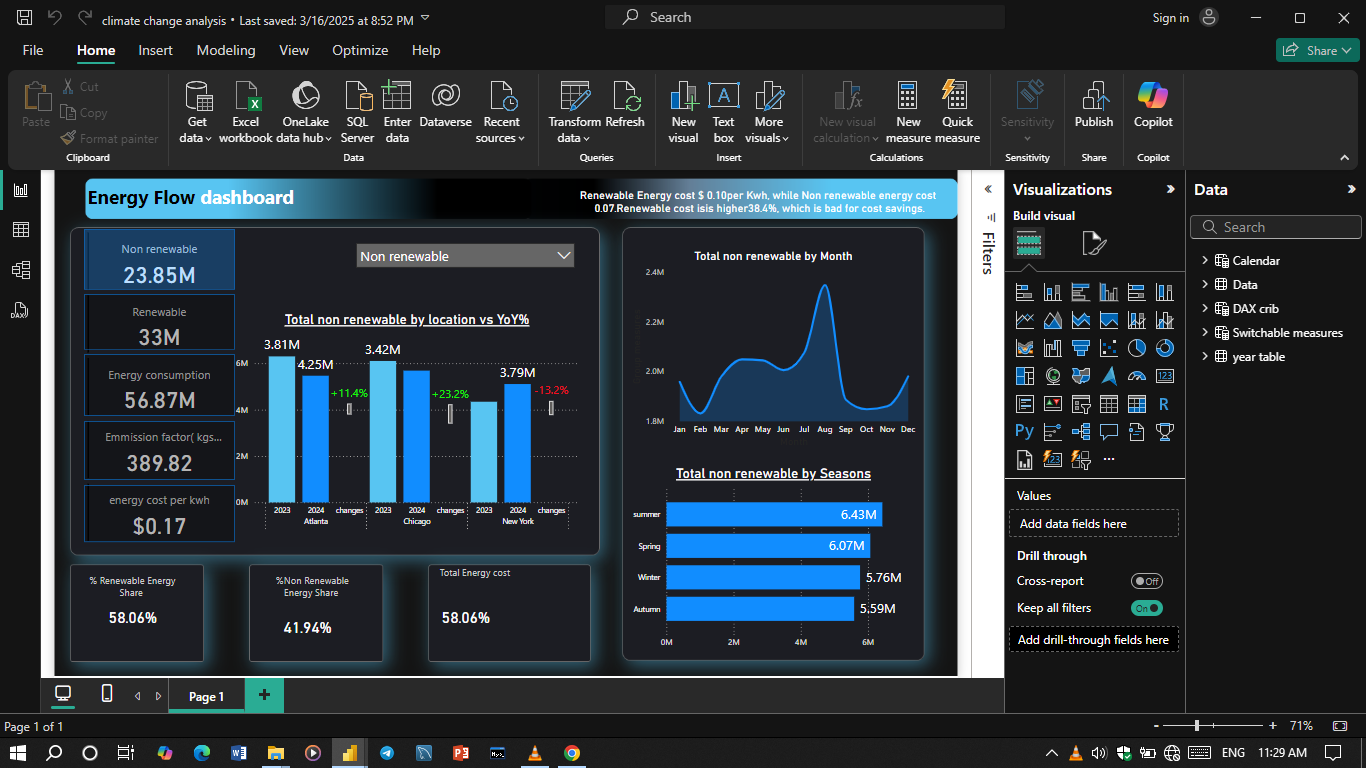 climate change analysis • Last saved: 3/16/2025 at 8:52 PM
Search
Sign in
File
Home
Insert
Modeling
View
Optimize
Help
Share
Paste
Cut
Copy
Format painter
Clipboard
Get data
Excel workbook
OneLake data hub
SQL Server
Enter data
Dataverse
Recent sources
Data
Transform data
Refresh
Queries
New visual
Text box
More visuals
Insert
New visual calculation
New measure
Quick measure
Calculations
Sensitivity
Sensitivity
Publish
Share
Copilot
Copilot
Energy Flow dashboard
Renewable Energy cost $ 0.10per Kwh, while Non renewable energy cost
0.07.Renewable cost isis higher38.4%, which is bad for cost savings.
Non renewable
23.85M
Renewable
33M
Energy consumption
56.87M
Emmission factor( kgs...
389.82
energy cost per kwh
$0.17
Non renewable
Total non renewable by location vs YoY%
3.81M
4.25M
+11.4%
3.42M
+23.2%
3.79M
-13.2%
6M
4M
2M
0M
2023 2024 changes 2023 2024 changes 2023 2024 changes
Atlanta Chicago New York
Total non renewable by Month
2.4M
2.2M
2.0M
1.8M
Jan Feb Mar Apr May Jun Jul Aug Sep Oct Nov Dec
Total non renewable by Seasons
summer 6.43M
Spring 6.07M
Winter 5.76M
Autumn 5.59M
0M 2M 4M 6M
% Renewable Energy
Share
58.06%
%Non Renewable
Energy Share
41.94%
Total Energy cost
58.06%
Filters
Visualizations
Build visual
R
Py
123
123
...
Values
Add data fields here
Drill through
Cross-report
Off
Keep all filters
On
Add drill-through fields here
Data
Search
Calendar
Data
DAX crib
Switchable measures
year table
Page 1
+
Page 1 of 1
- + 71%
ENG 11:29 AM